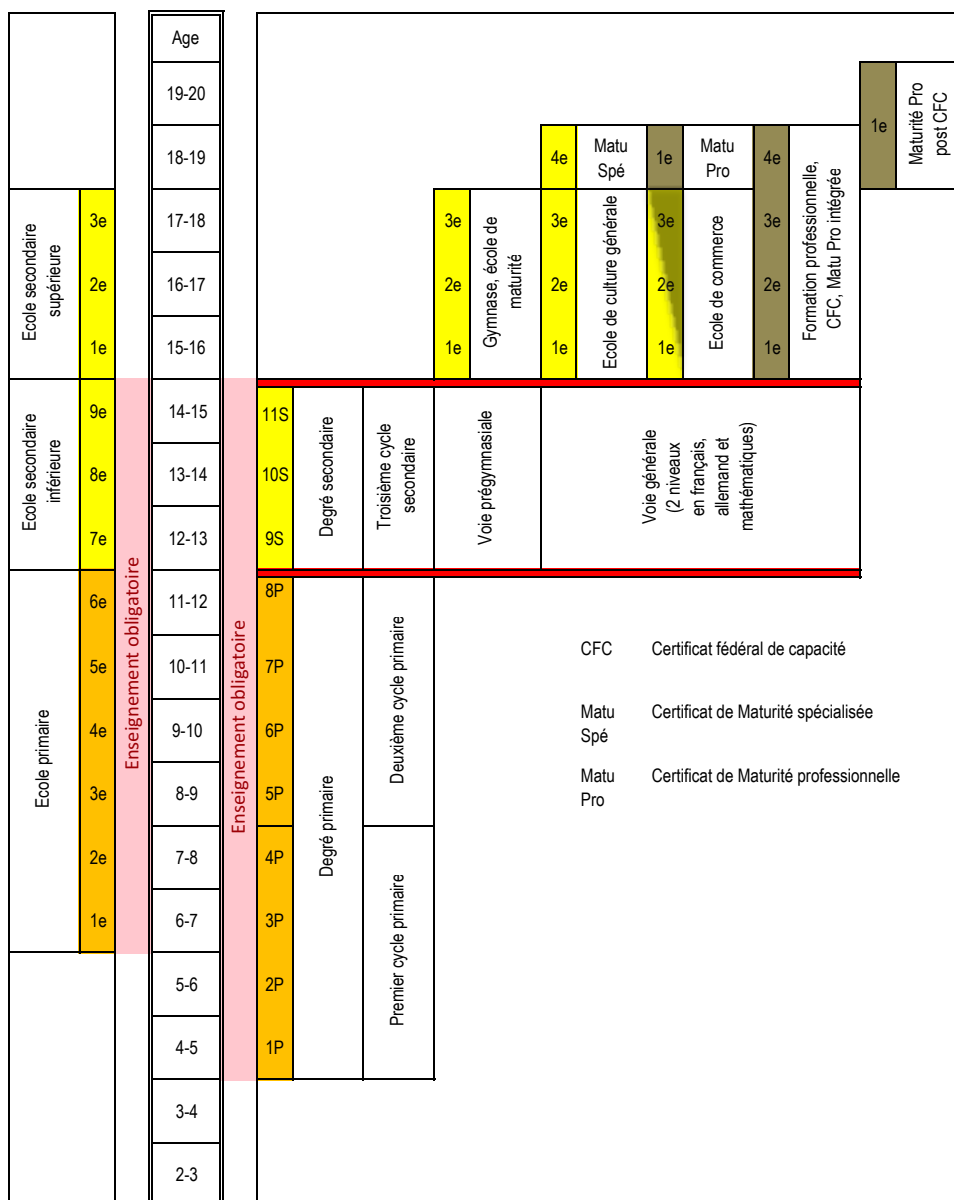 Age
19-20
1e
Maturité Pro
post CFC
18-19
4e
Matu
Spé
1e
Matu
Pro
4e
Ecole secondaire
supérieure
3e
17-18
3e
Gymnase, école de
maturité
3e
Ecole de culture générale
3e
Ecole de commerce
3e
Formation professionnelle,
CFC, Matu Pro intégrée
2e
16-17
2e
2e
2e
2e
1e
15-16
1e
1e
1e
1e
Ecole secondaire
inférieure
9e
14-15
11S
Degré secondaire
Troisième cycle
secondaire
Voie prégymnasiale
Voie générale
(2 niveaux
en français,
allemand et
mathématiques)
8e
13-14
10S
7e
12-13
9S
Enseignement obligatoire
Enseignement obligatoire
Ecole primaire
6e
11-12
8P
Degré primaire
Deuxième cycle primaire
5e
10-11
7P
4e
9-10
6P
3e
8-9
5P
2e
7-8
4P
Premier cycle primaire
1e
6-7
3P
5-6
2P
4-5
1P
3-4
2-3
CFC Certificat fédéral de capacité
Matu Certificat de Maturité spécialisée
Spé
Matu Certificat de Maturité professionnelle
Pro